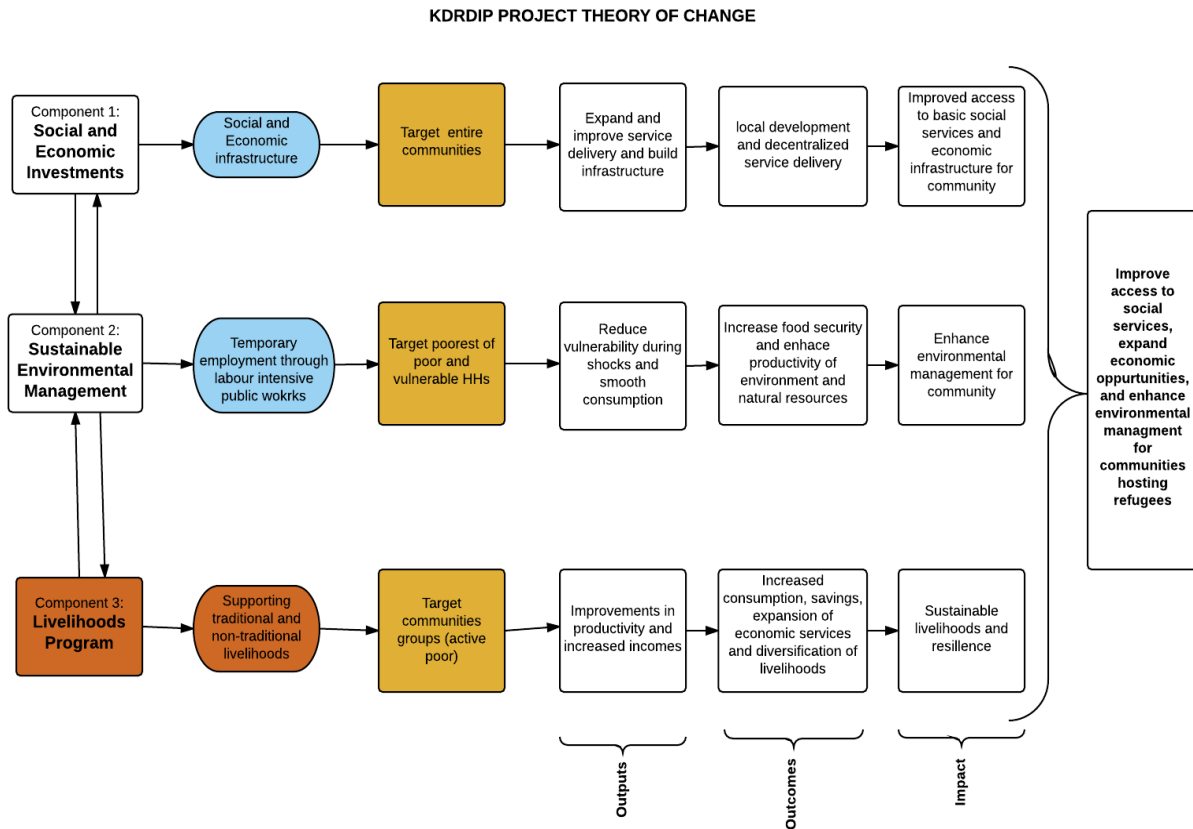 KDRDIP PROJECT THEORY OF CHANGE
Component 1:
Social and
Economic
Investments
Social and
Economic
infrastructure
Target entire
communities
Expand and
improve service
delivery and build
infrastructure
local development
and decentralized
service delivery
Improved access
to basic social
services and
economic
infrastructure for
community
Component 2:
Sustainable
Environmental
Management
Temporary
employment through
labour intensive
public wokrks
Target poorest of
poor and
vulnerable HHs
Reduce
vulnerability during
shocks and
smooth
consumption
Increase food security
and enhace
productivity of
environment and
natural resources
Enhance
environmental
management for
community
Improve
access to
social
services,
expand
economic
oppurtunities,
and enhance
environmental
managment
for
communities
hosting
refugees
Component 3:
Livelihoods
Program
Supporting
traditional and
non-traditional
livelihoods
Target
communities
groups (active
poor)
Improvements in
productivity and
increased incomes
Increased
consumption, savings,
expansion of
economic services
and diversification of
livelihoods
Sustainable
livelihoods and
resillence
Outputs
Outcomes
Impact